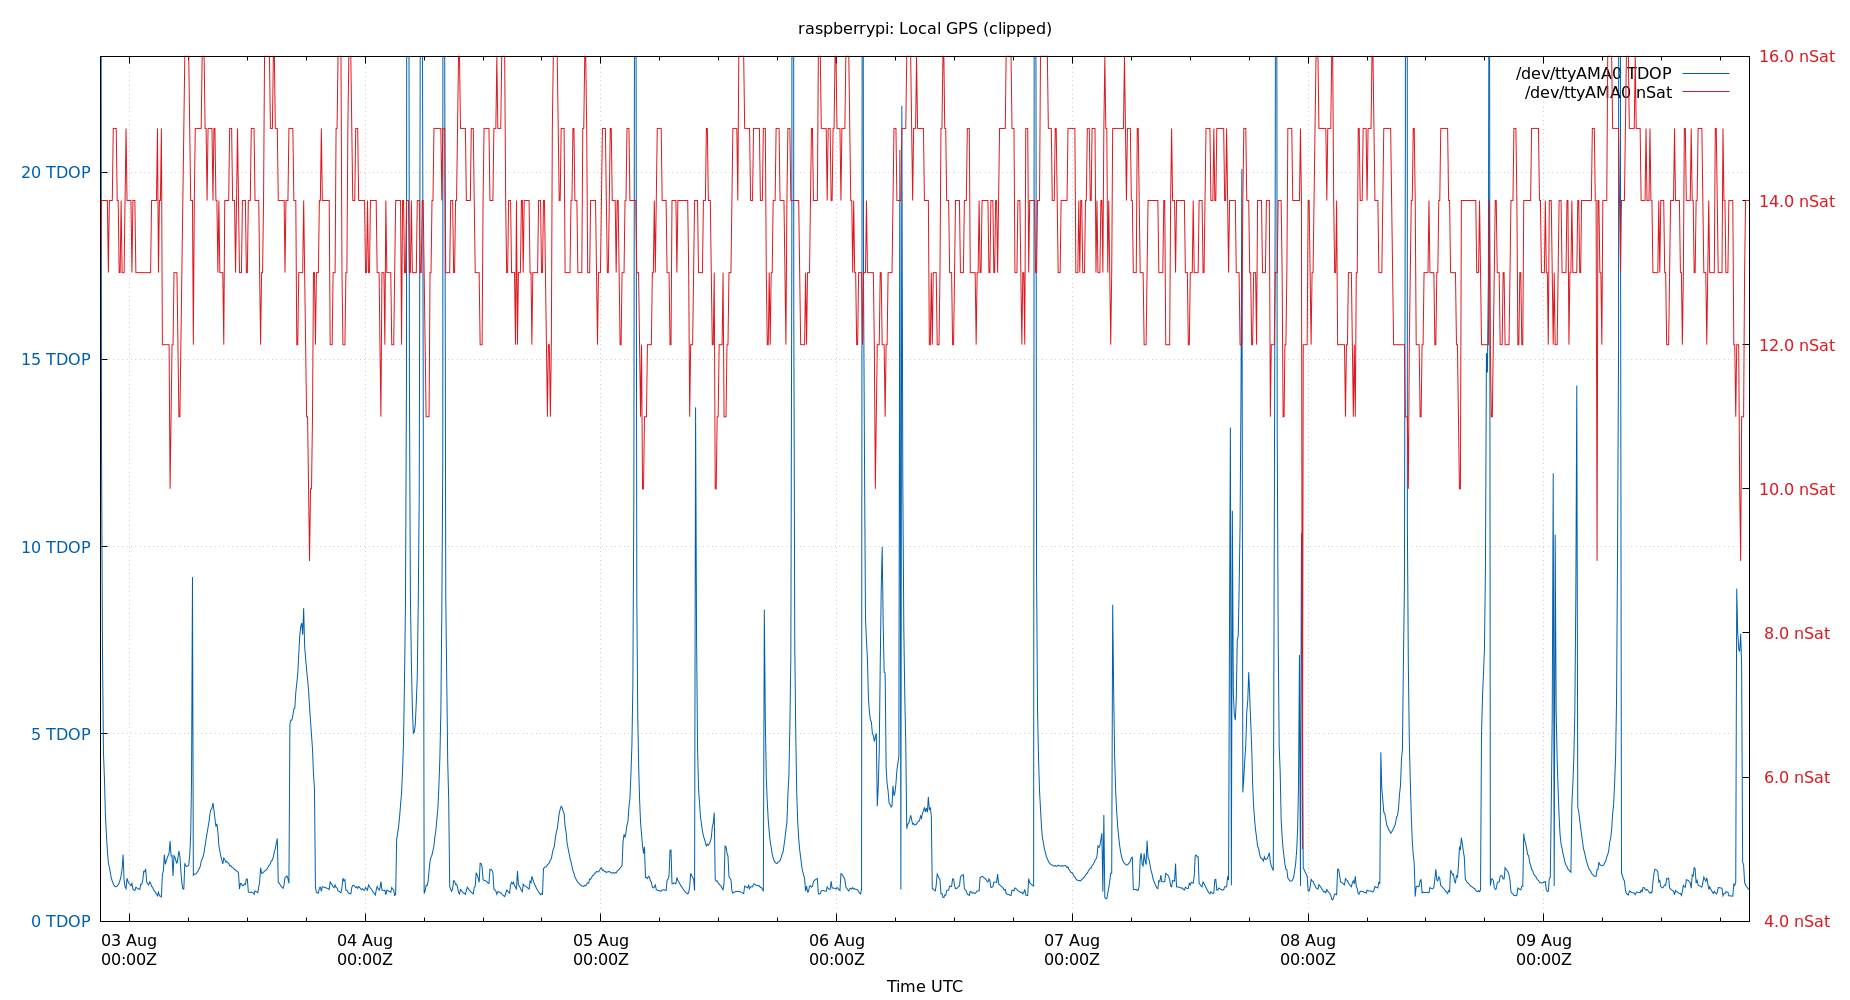 raspberrypi: Local GPS (clipped)
16.0 nSat
/dev/ttyAMA0 TDOP
/dev/ttyAMA0 nSat
20 TDOP
14.0 nSat
15 TDOP
12.0 nSat
10.0 nSat
10 TDOP
8.0 nSat
5 TDOP
6.0 nSat
0 TDOP
4.0 nSat
03 Aug
00:00Z
04 Aug
00:00Z
05 Aug
00:00Z
06 Aug
00:00Z
07 Aug
00:00Z
08 Aug
00:00Z
09 Aug
00:00Z
Time UTC